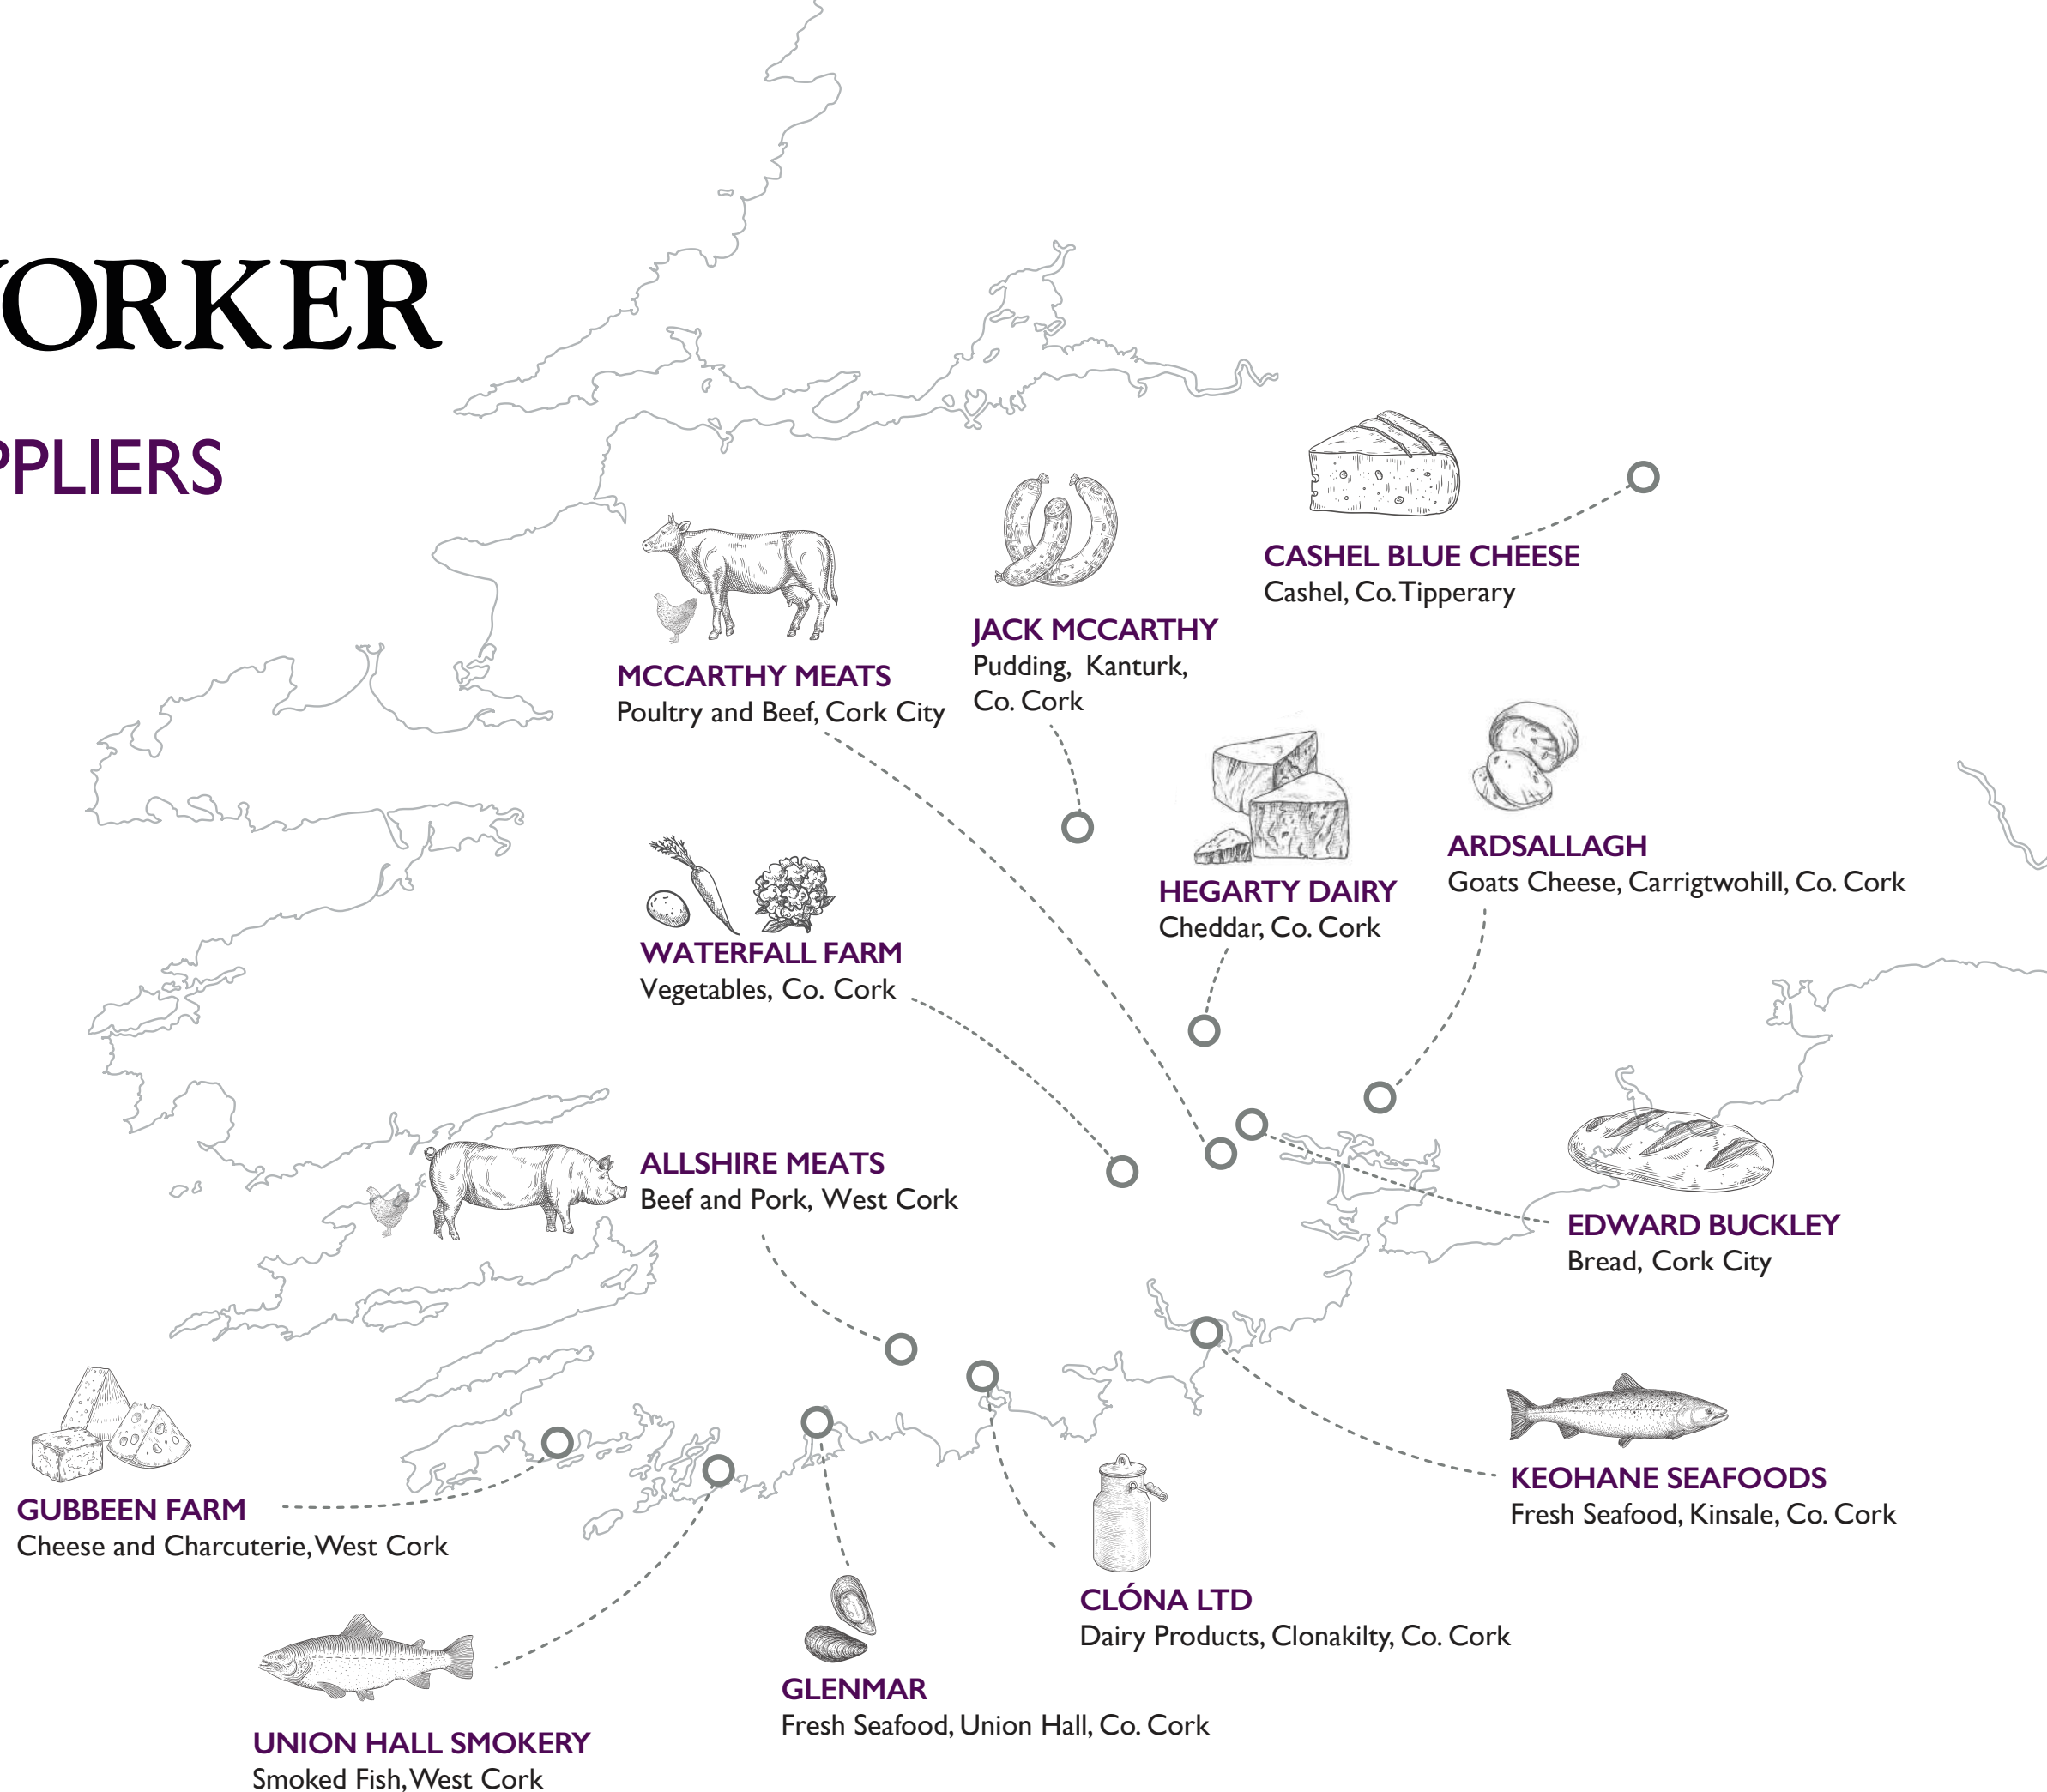 YORKER
PPLIERS
CASHEL BLUE CHEESE
Cashel, Co. Tipperary
JACK MCCARTHY
Pudding, Kanturk,
Co. Cork
MCCARTHY MEATS
Poultry and Beef, Cork City
ARDSALLAGH
Goats Cheese, Carrigtwohill, Co. Cork
HEGARTY DAIRY
Cheddar, Co. Cork
WATERFALL FARM
Vegetables, Co. Cork
ALLSHIRE MEATS
Beef and Pork, West Cork
EDWARD BUCKLEY
Bread, Cork City
KEOHANE SEAFOODS
Fresh Seafood, Kinsale, Co. Cork
GUBBEEN FARM
Cheese and Charcuterie, West Cork
CLÓNA LTD
Dairy Products, Clonakilty, Co. Cork
GLENMAR
Fresh Seafood, Union Hall, Co. Cork
UNION HALL SMOKERY
Smoked Fish, West Cork